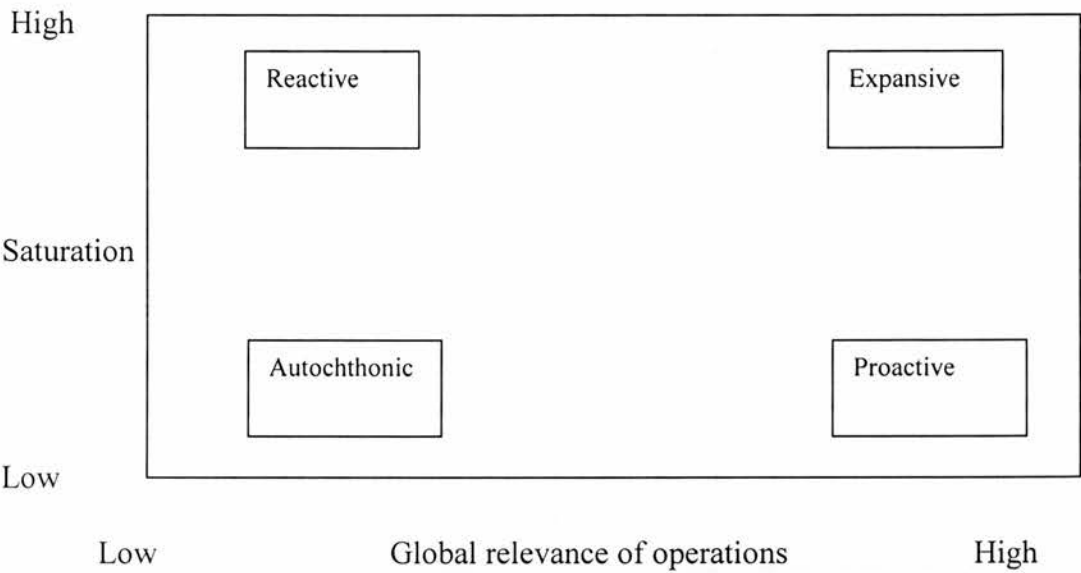 High
Reactive
Expansive
Saturation
Autochthonic
Proactive
Low
Low Global relevance of operations High